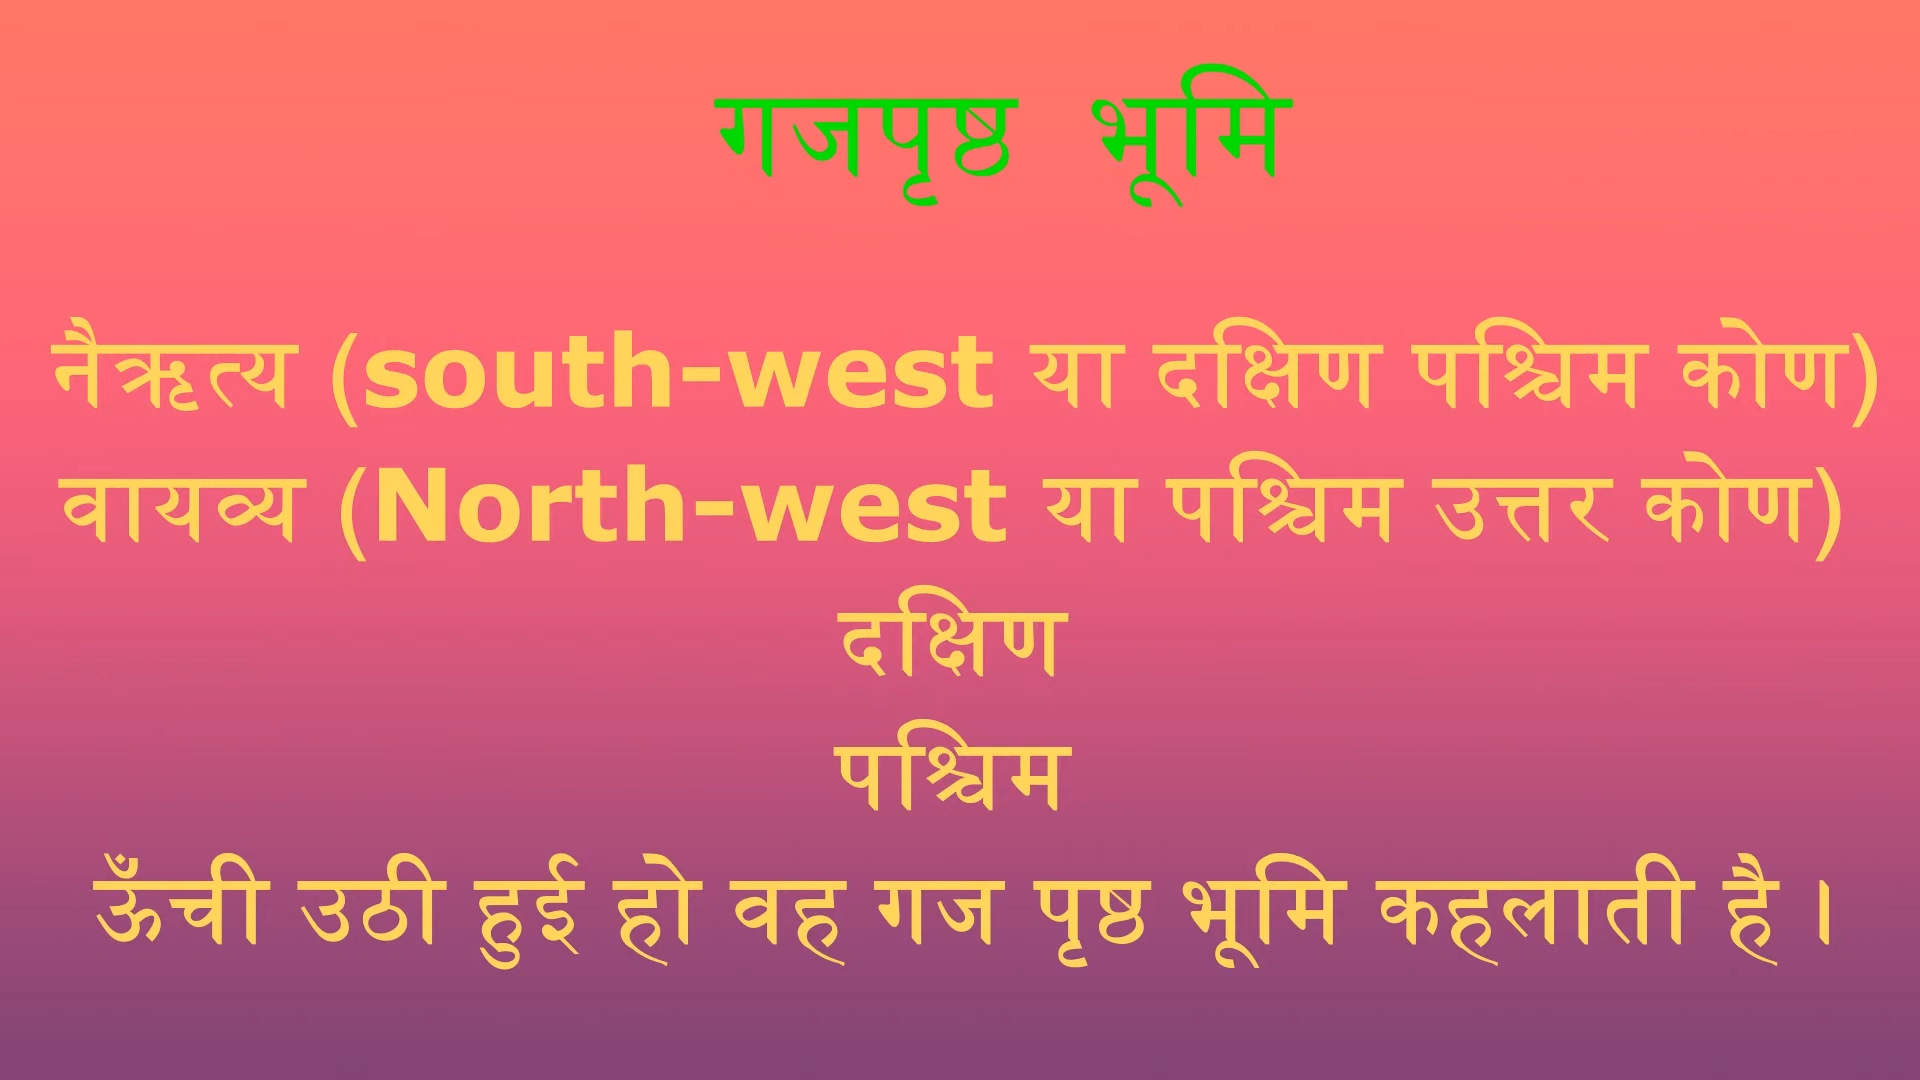 गजपृष्ठ भूमि
नैऋत्य (south-west या दक्षिण पश्चिम कोण)
वायव्य (North-west या पश्चिम उत्तर कोण)
दक्षिण
पश्चिम
ऊँची उठी हुई हो वह गज पृष्ठ भूमि कहलाती है ।